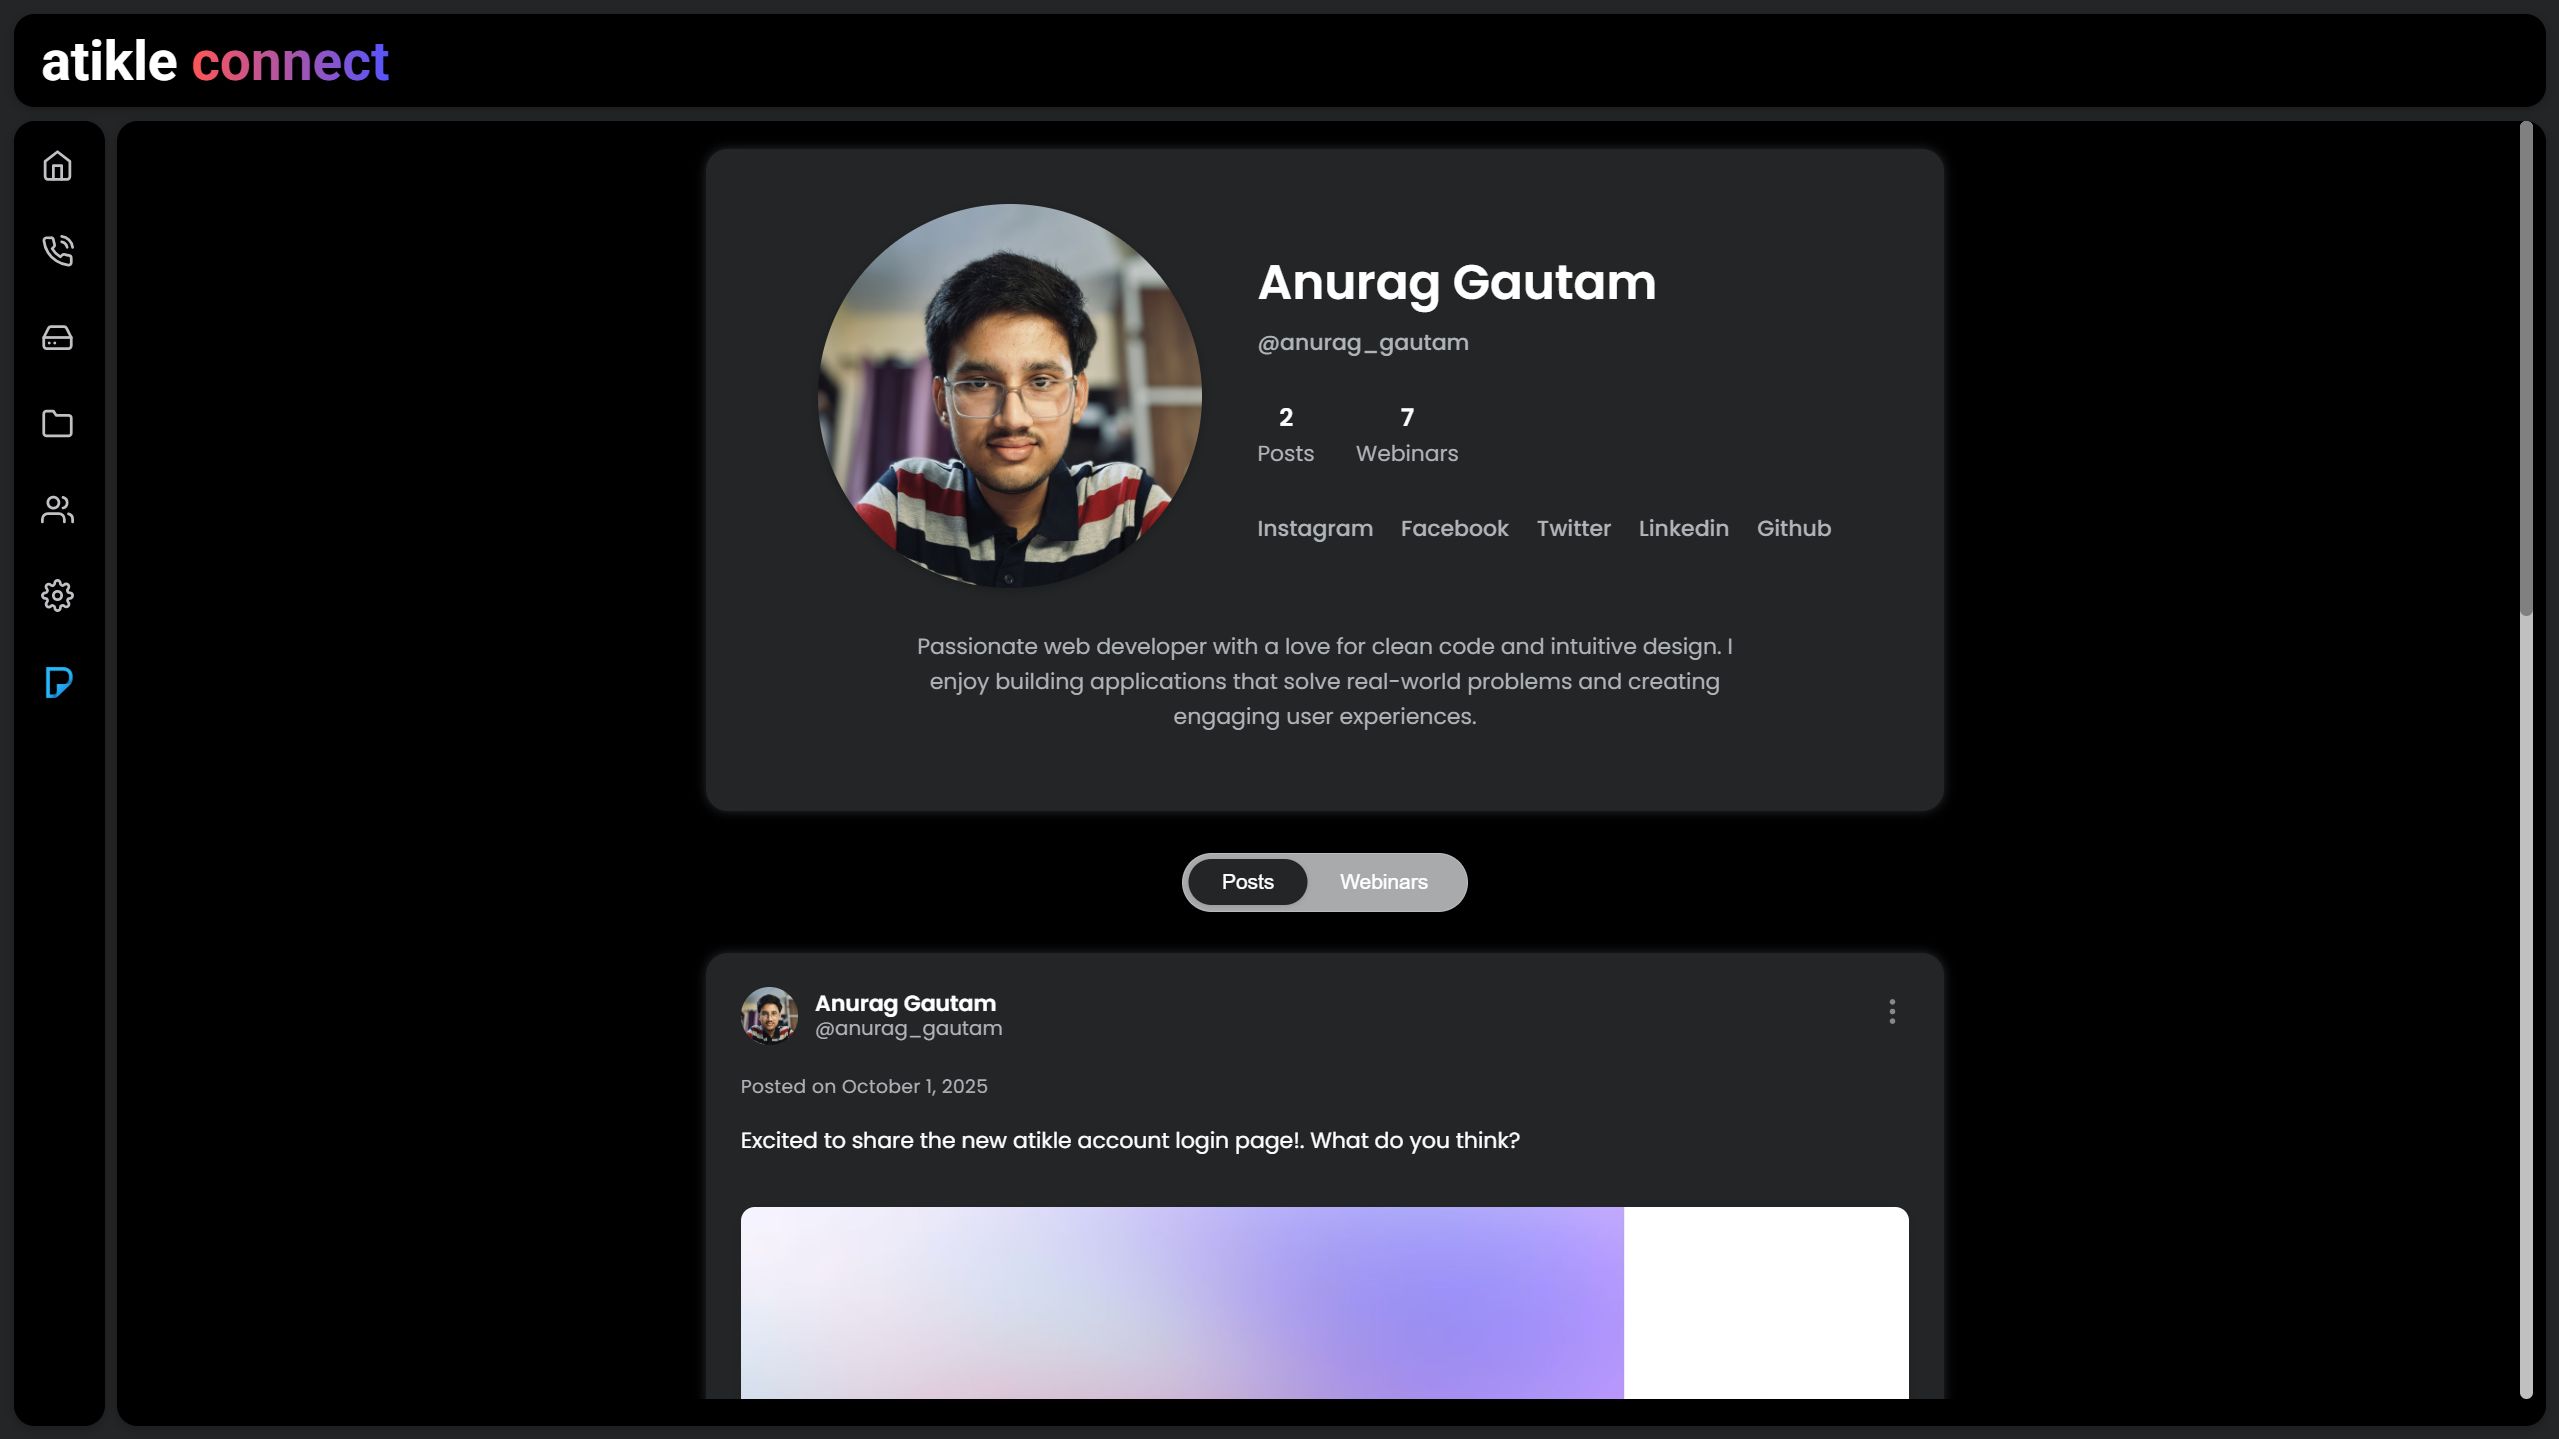 atikle connect
Anurag Gautam
@anurag_gautam
2 7
Posts Webinars
Instagram Facebook Twitter Linkedin Github
Passionate web developer with a love for clean code and intuitive design. I
enjoy building applications that solve real-world problems and creating
engaging user experiences.
Posts Webinars
Anurag Gautam
@anurag_gautam
Posted on October 1, 2025
Excited to share the new atikle account login page!. What do you think?